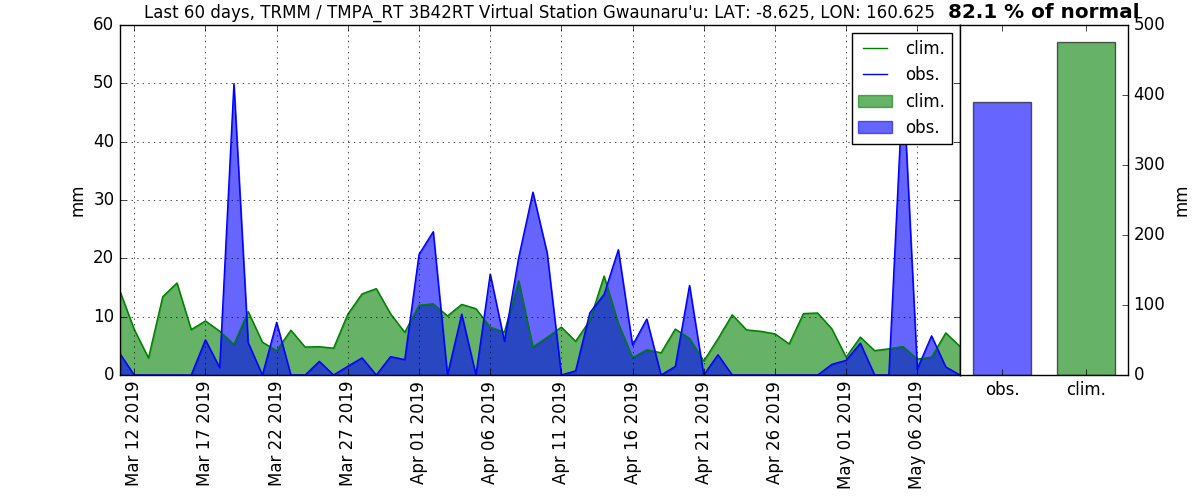 Last 60 days, TRMM / TMPA_RT 3B42RT Virtual Station Gwaunaru'u: LAT: -8.625, LON: 160.625
82.1 % of normal
60
50
40
30
20
10
0
mm
clim.
obs.
clim.
obs.
500
400
300
200
100
0
mm
obs.
clim.
Mar 12 2019
Mar 17 2019
Mar 22 2019
Mar 27 2019
Apr 01 2019
Apr 06 2019
Apr 11 2019
Apr 16 2019
Apr 21 2019
Apr 26 2019
May 01 2019
May 06 2019